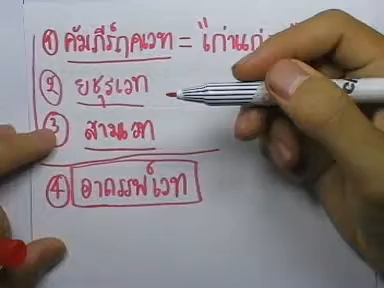 ① คัมภีร์ฤคเวท = "เก่าแก่
② ยชุรเวท
③ สามเวท
④ อาถรรพ์เวท